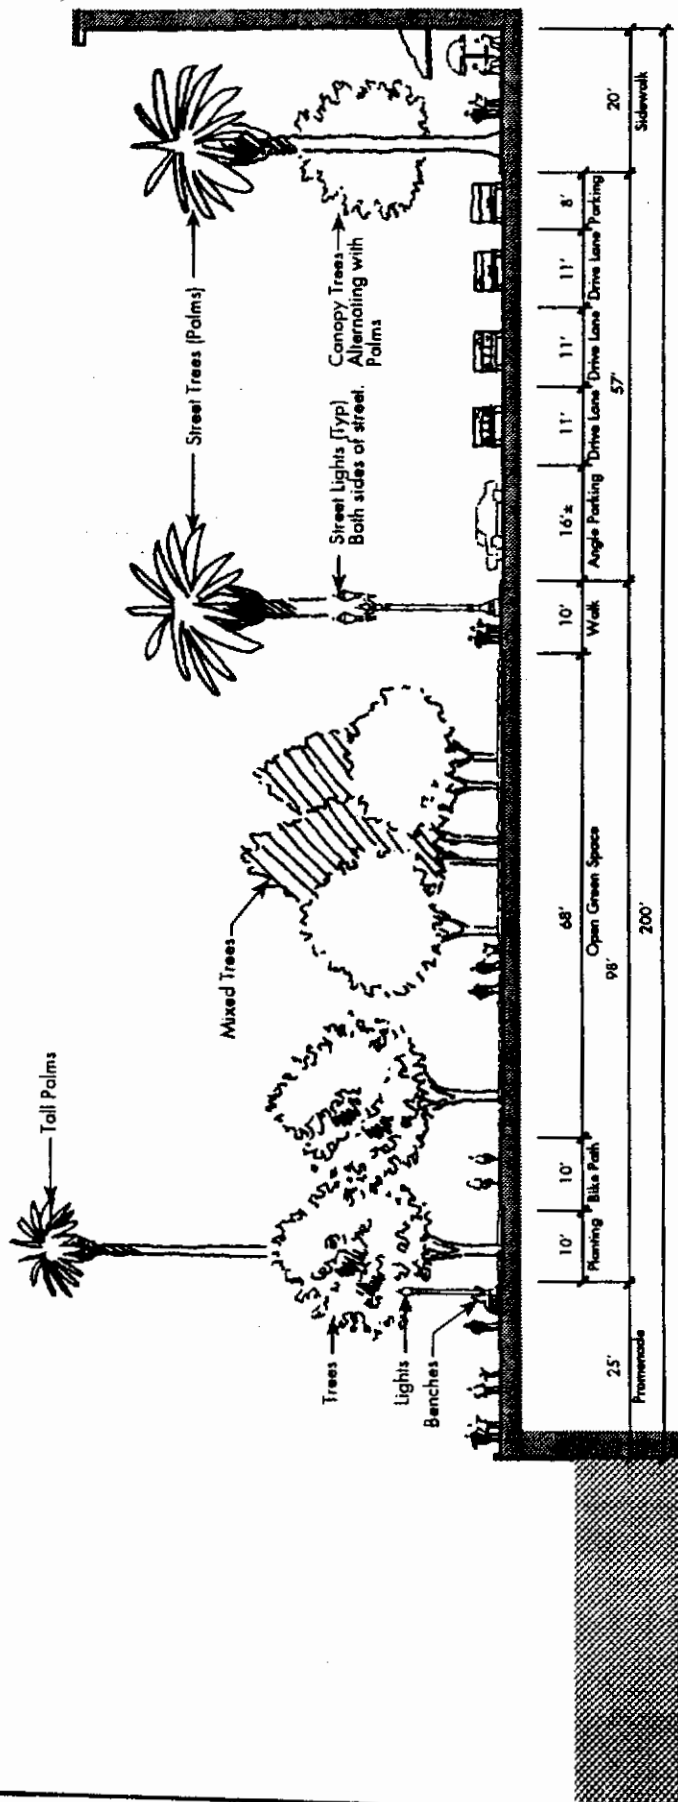 Tall Palms
Street Trees (Palms)
Mixed Trees
Street Lights (Typ)
Both sides of street.
Canopy Trees
Alternating with
Palms
Trees
Lights
Benches
10'
10'
68'
10'
16'±
11'
11'
11'
8'
20'
Planting
Bike Path
Open Green Space
Walk
Angle Parking
Drive Lane
Drive Lane
Drive Lane
Parking
Sidewalk
25'
98'
57'
Promenade
200'